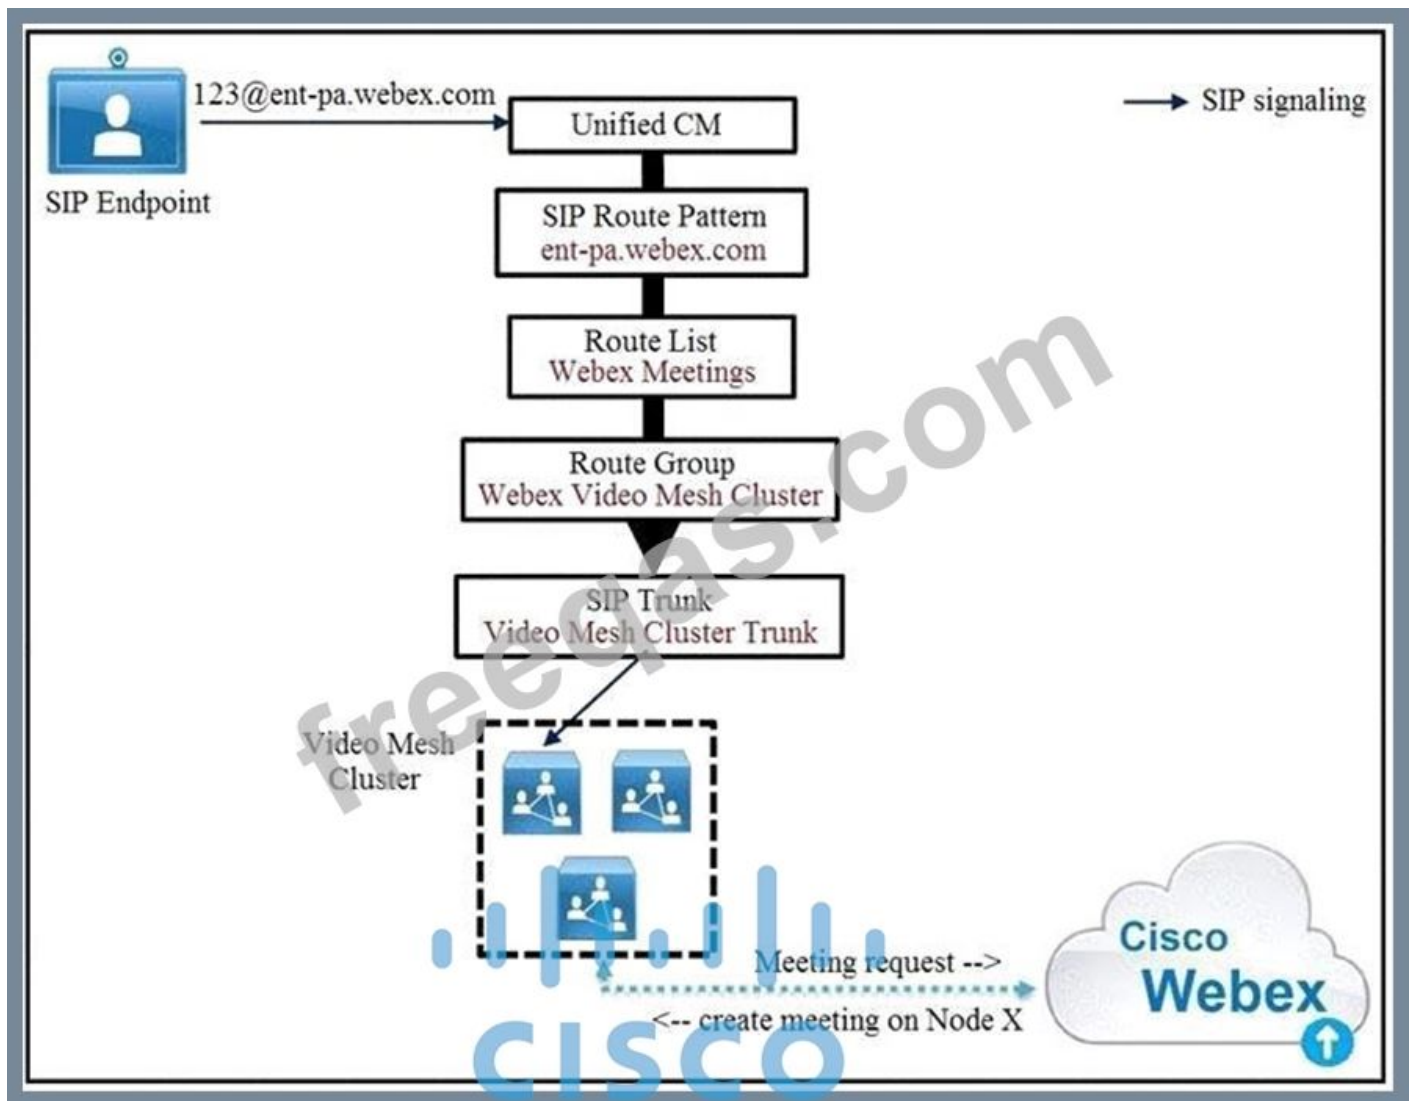 123@ent-pa.webex.com
SIP signaling
SIP Endpoint
Unified CM
SIP Route Pattern
ent-pa.webex.com
Route List
Webex Meetings
Route Group
Webex Video Mesh Cluster
SIP Trunk
Video Mesh Cluster Trunk
Video Mesh
Cluster
Meeting request -->
<-- create meeting on Node X
Cisco
Webex
CISCO
freeqas.com